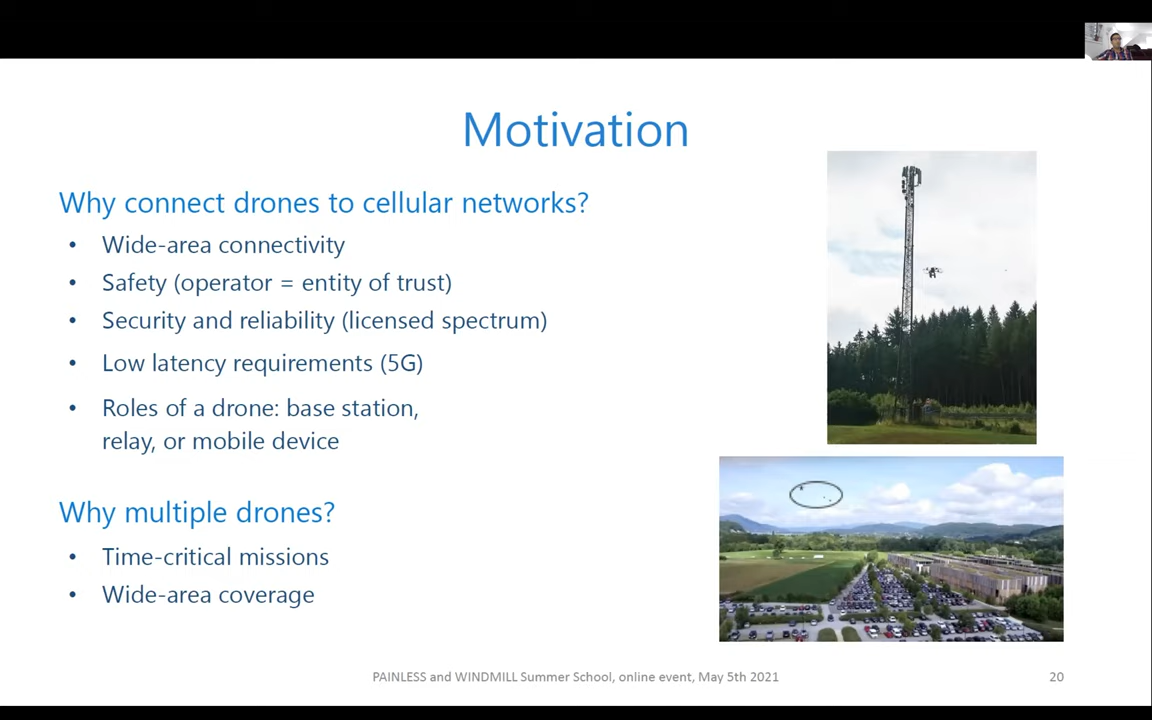 Motivation
Why connect drones to cellular networks?
• Wide-area connectivity
• Safety (operator = entity of trust)
• Security and reliability (licensed spectrum)
• Low latency requirements (5G)
• Roles of a drone: base station,
relay, or mobile device
Why multiple drones?
• Time-critical missions
• Wide-area coverage
PAINLESS and WINDMILL Summer School, online event, May 5th 2021
20